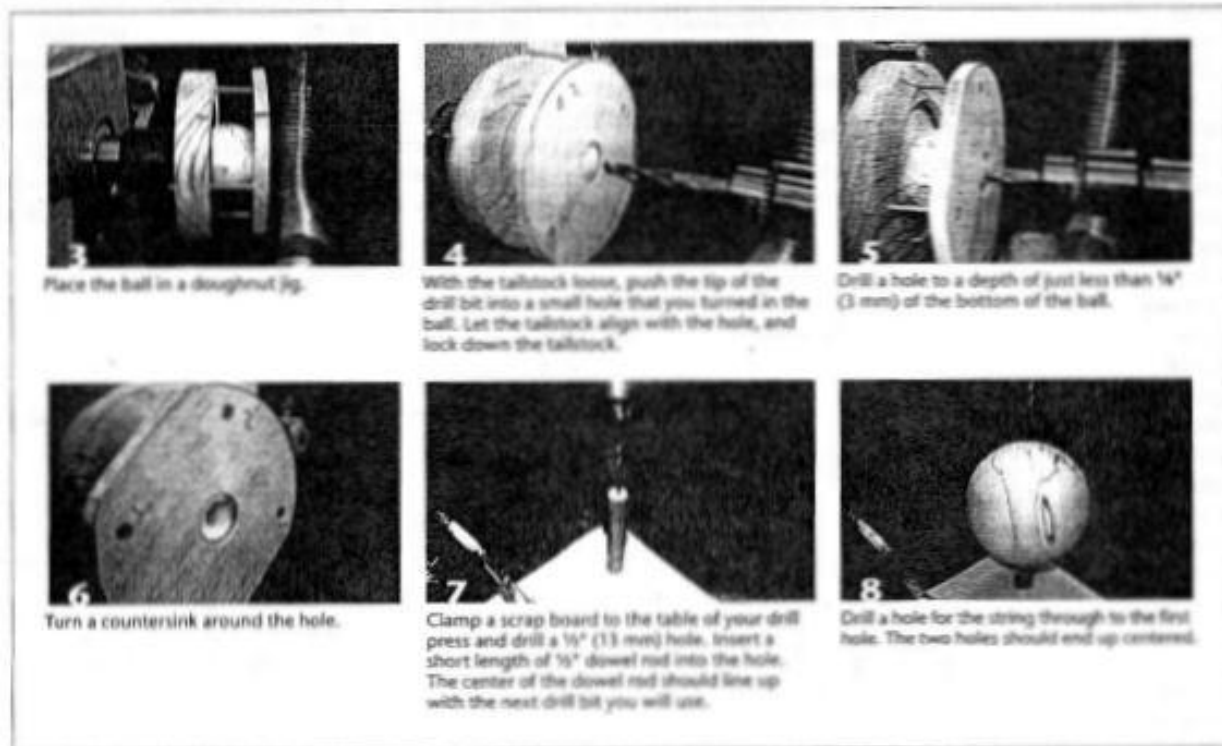 3
Place the ball in a doughnut jig.
4
With the tailstock loose, push the tip of the
drill bit into a small hole that you turned in the
ball. Let the tailstock align with the hole, and
lock down the tailstock.
5
Drill a hole to a depth of just less than ⅛"
(3 mm) of the bottom of the ball.
6
Turn a countersink around the hole.
7
Clamp a scrap board to the table of your drill
press and drill a ½" (13 mm) hole. Insert a
short length of ½" dowel rod into the hole.
The center of the dowel rod should line up
with the next drill bit you will use.
8
Drill a hole for the string through to the first
hole. The two holes should end up centered.